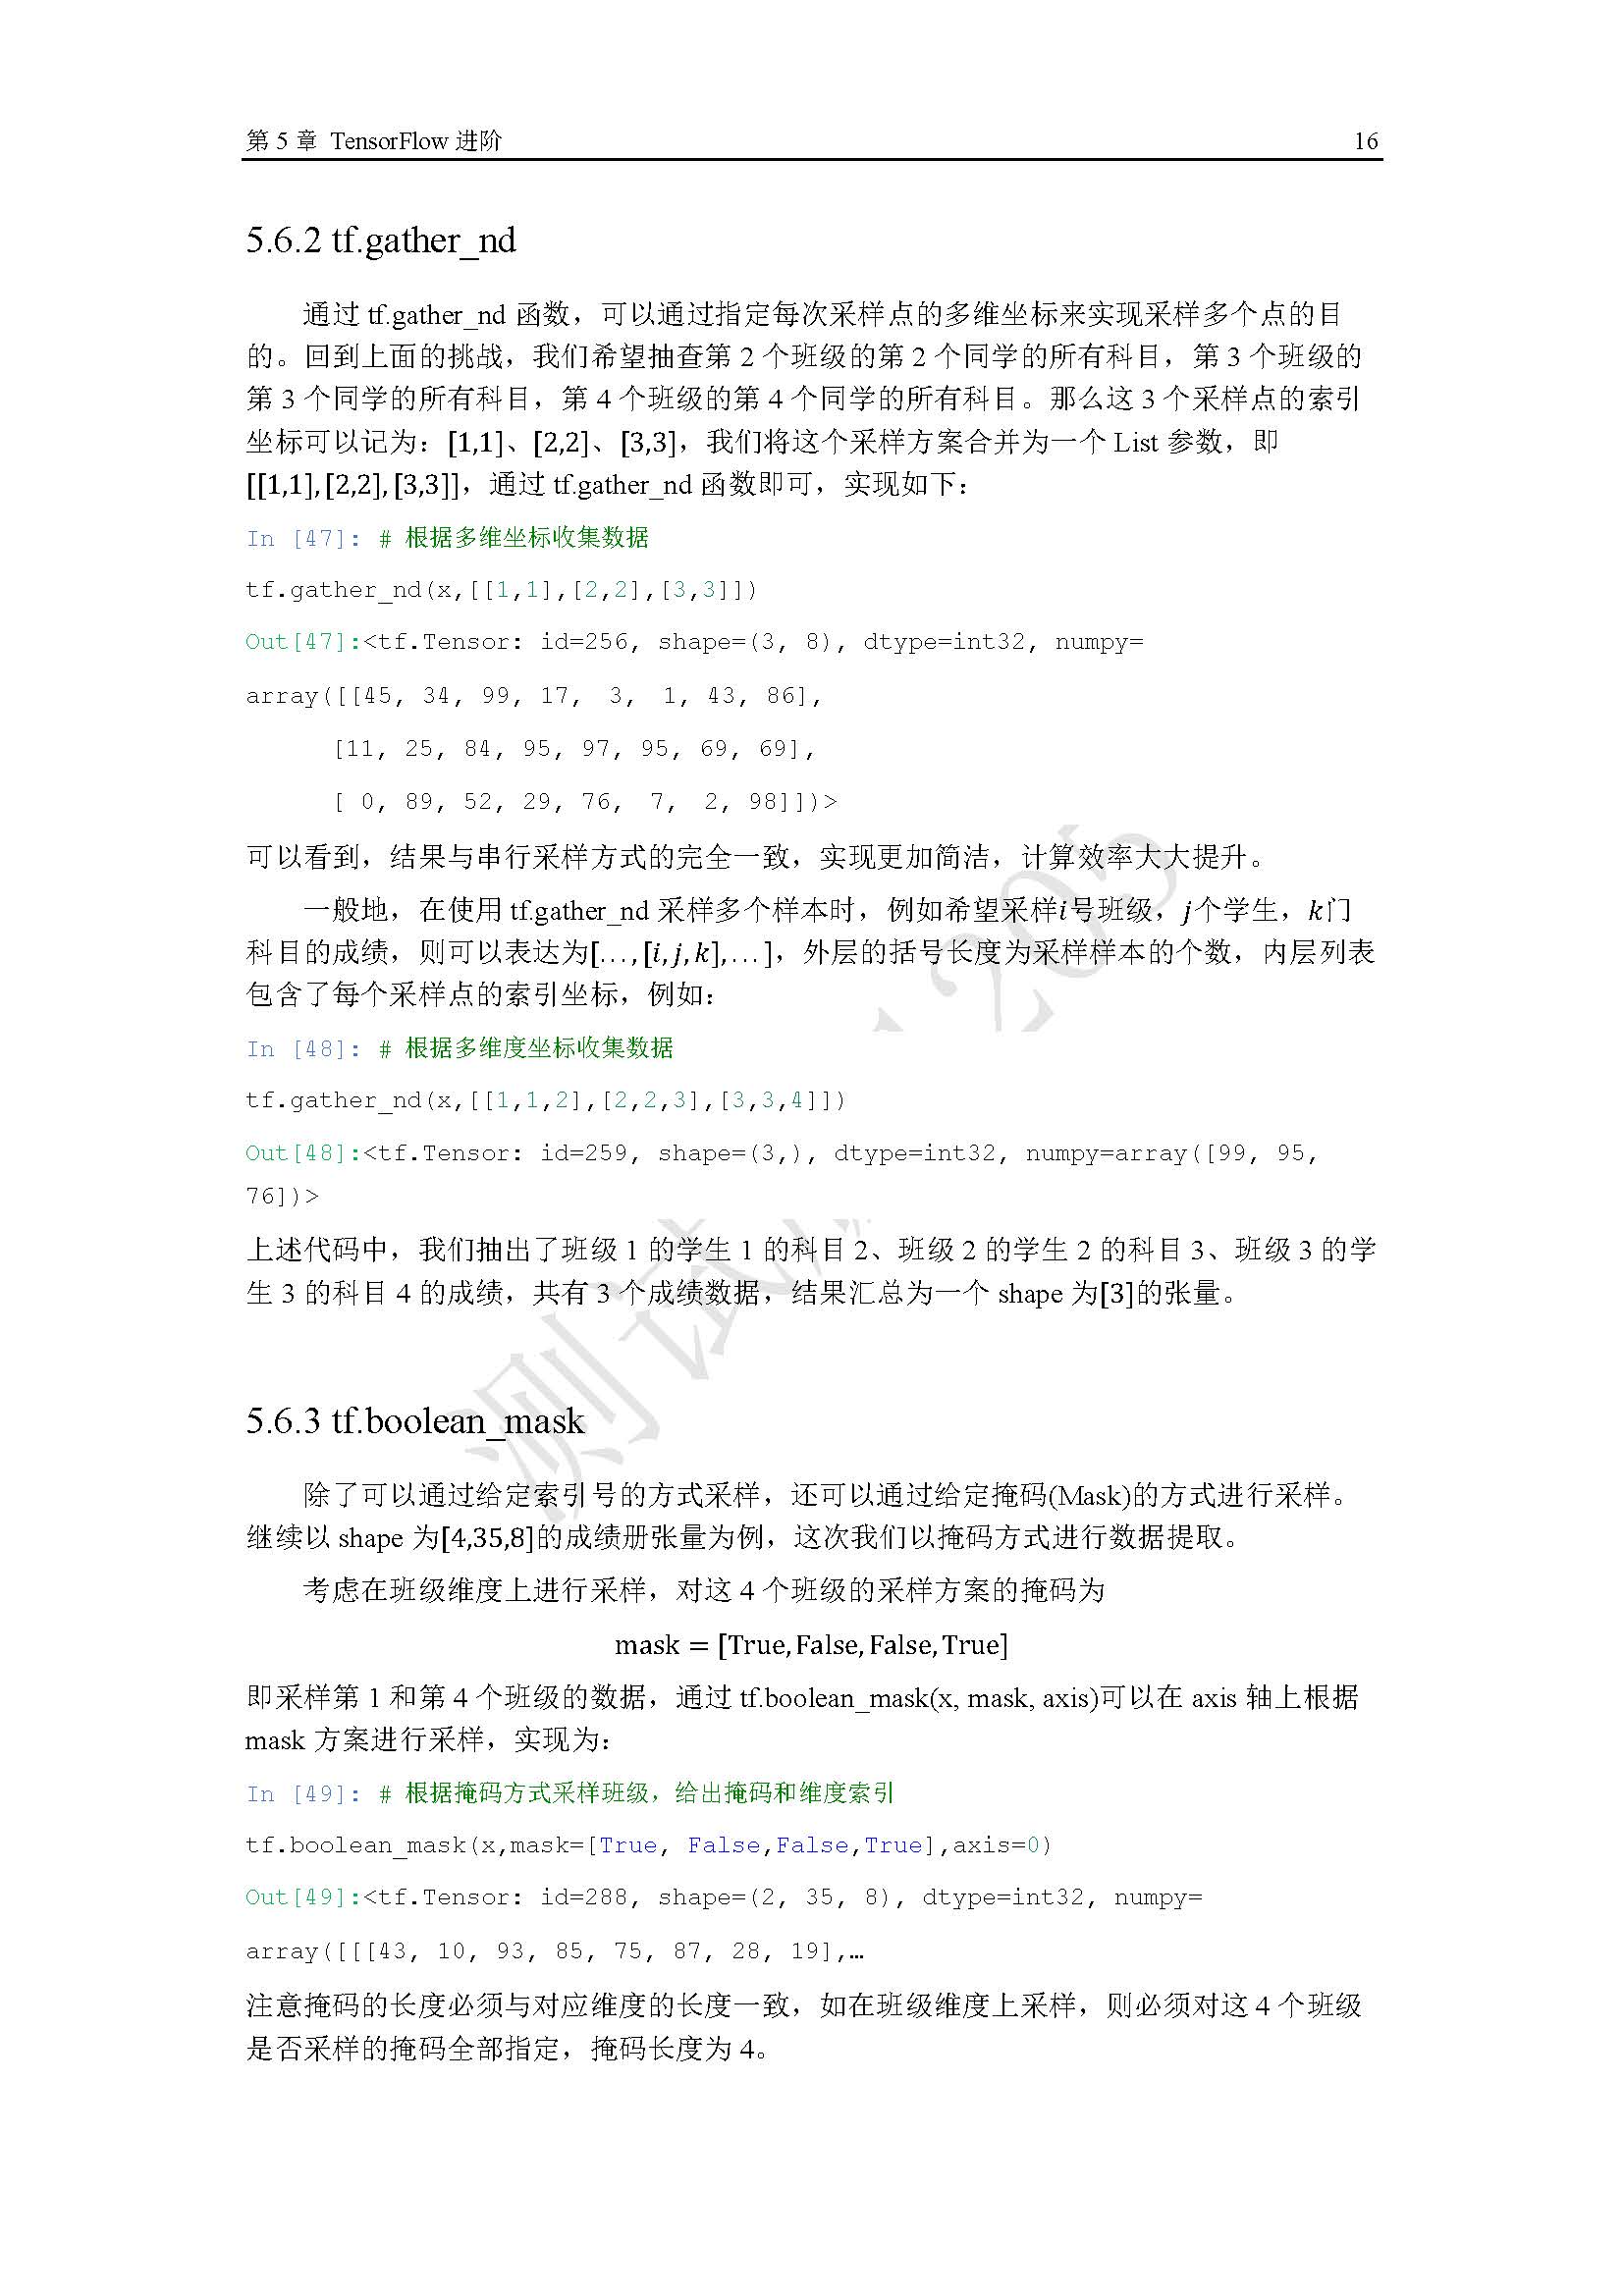 第 5 章 TensorFlow 进阶 16
5.6.2 tf.gather_nd
通过 tf.gather_nd 函数，可以通过指定每次采样点的多维坐标来实现采样多个点的目
的。回到上面的挑战，我们希望抽查第 2 个班级的第 2 个同学的所有科目，第 3 个班级的
第 3 个同学的所有科目，第 4 个班级的第 4 个同学的所有科目。那么这 3 个采样点的索引
坐标可以记为：[1,1]、[2,2]、[3,3]，我们将这个采样方案合并为一个 List 参数，即
[[1,1],[2,2],[3,3]]，通过 tf.gather_nd 函数即可，实现如下：
In [47]: # 根据多维坐标收集数据
tf.gather_nd(x,[[1,1],[2,2],[3,3]])
Out[47]:<tf.Tensor: id=256, shape=(3, 8), dtype=int32, numpy=
array([[45, 34, 99, 17, 3, 1, 43, 86],
[11, 25, 84, 95, 97, 95, 69, 69],
[ 0, 89, 52, 29, 76, 7, 2, 98]])>
可以看到，结果与串行采样方式的完全一致，实现更加简洁，计算效率大大提升。
一般地，在使用 tf.gather_nd 采样多个样本时，例如希望采样i号班级，j个学生，k门
科目的成绩，则可以表达为[…,[i,j,k],…]，外层的括号长度为采样样本的个数，内层列表
包含了每个采样点的索引坐标，例如：
In [48]: # 根据多维度坐标收集数据
tf.gather_nd(x,[[1,1,2],[2,2,3],[3,3,4]])
Out[48]:<tf.Tensor: id=259, shape=(3,), dtype=int32, numpy=array([99, 95,
76])>
上述代码中，我们抽出了班级 1 的学生 1 的科目 2、班级 2 的学生 2 的科目 3、班级 3 的学
生 3 的科目 4 的成绩，共有 3 个成绩数据，结果汇总为一个 shape 为[3]的张量。
5.6.3 tf.boolean_mask
除了可以通过给定索引号的方式采样，还可以通过给定掩码(Mask)的方式进行采样。
继续以 shape 为[4,35,8]的成绩册张量为例，这次我们以掩码方式进行数据提取。
考虑在班级维度上进行采样，对这 4 个班级的采样方案的掩码为
mask = [True, False, False, True]
即采样第 1 和第 4 个班级的数据，通过 tf.boolean_mask(x, mask, axis)可以在 axis 轴上根据
mask 方案进行采样，实现为：
In [49]: # 根据掩码方式采样班级，给出掩码和维度索引
tf.boolean_mask(x,mask=[True, False,False,True],axis=0)
Out[49]:<tf.Tensor: id=288, shape=(2, 35, 8), dtype=int32, numpy=
array([[[43, 10, 93, 85, 75, 87, 28, 19],…
注意掩码的长度必须与对应维度的长度一致，如在班级维度上采样，则必须对这 4 个班级
是否采样的掩码全部指定，掩码长度为 4。